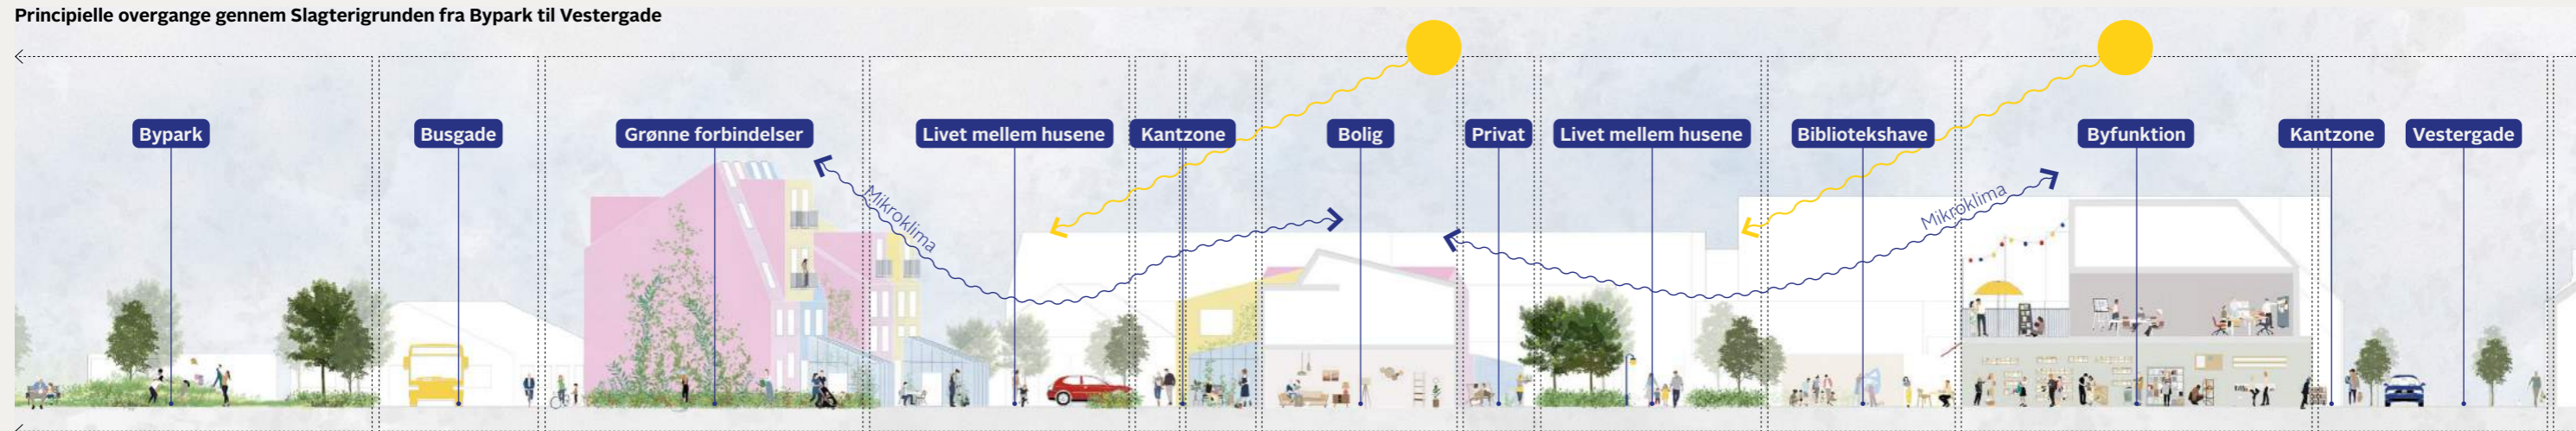 Principielle overgange gennem Slagterigrunden fra Bypark til Vestergade
Bypark
Busgade
Grønne forbindelser
Livet mellem husene
Kantzone
Bolig
Privat
Livet mellem husene
Bibliotekshave
Byfunktion
Kantzone
Vestergade
Mikroklima
Mikroklima